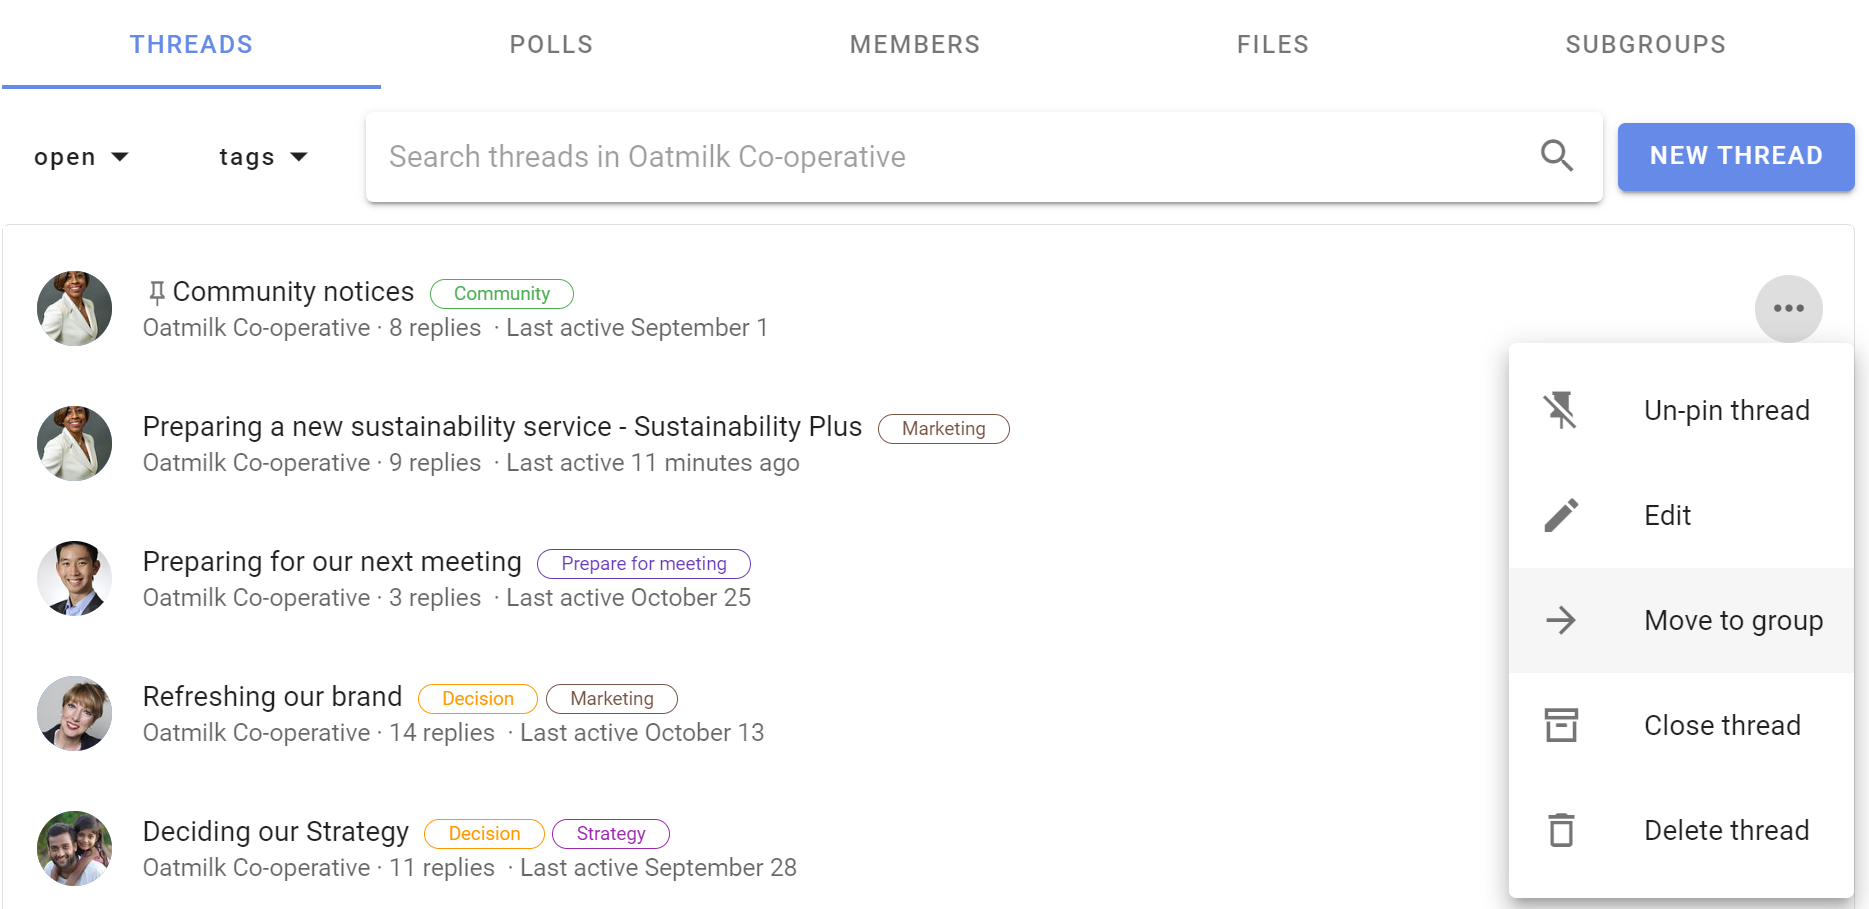 THREADS POLLS MEMBERS FILES SUBGROUPS
open tags Search threads in Oatmilk Co-operative NEW THREAD
Community notices Community
Oatmilk Co-operative · 8 replies · Last active September 1
Preparing a new sustainability service - Sustainability Plus Marketing
Oatmilk Co-operative · 9 replies · Last active 11 minutes ago
Preparing for our next meeting Prepare for meeting
Oatmilk Co-operative · 3 replies · Last active October 25
Refreshing our brand Decision Marketing
Oatmilk Co-operative · 14 replies · Last active October 13
Deciding our Strategy Decision Strategy
Oatmilk Co-operative · 11 replies · Last active September 28
Un-pin thread
Edit
Move to group
Close thread
Delete thread